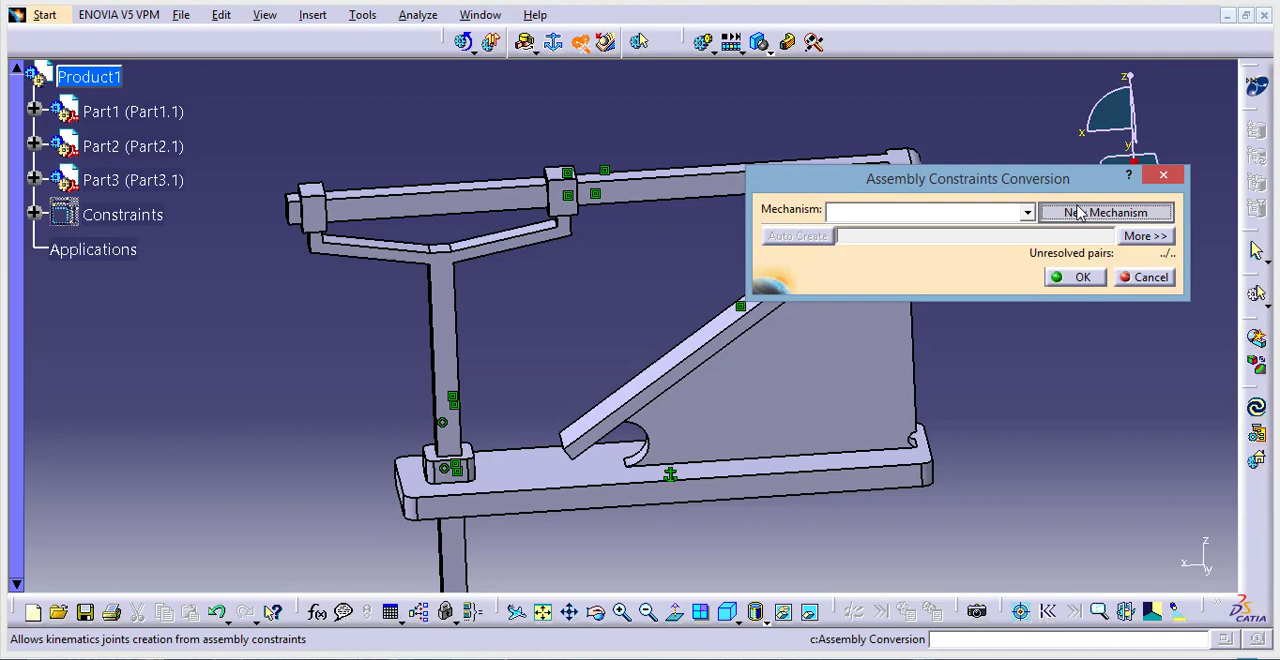 Start ENOVIA V5 VPM File Edit View Insert Tools Analyze Window Help
Product1
Part1 (Part1.1)
Part2 (Part2.1)
Part3 (Part3.1)
Constraints
Applications
z
x
y
Assembly Constraints Conversion ?
Mechanism: New Mechanism
Auto Create More >>
Unresolved pairs: ../..
OK Cancel
z
x y
f(x)
CATIA
Allows kinematics joints creation from assembly constraints c:Assembly Conversion